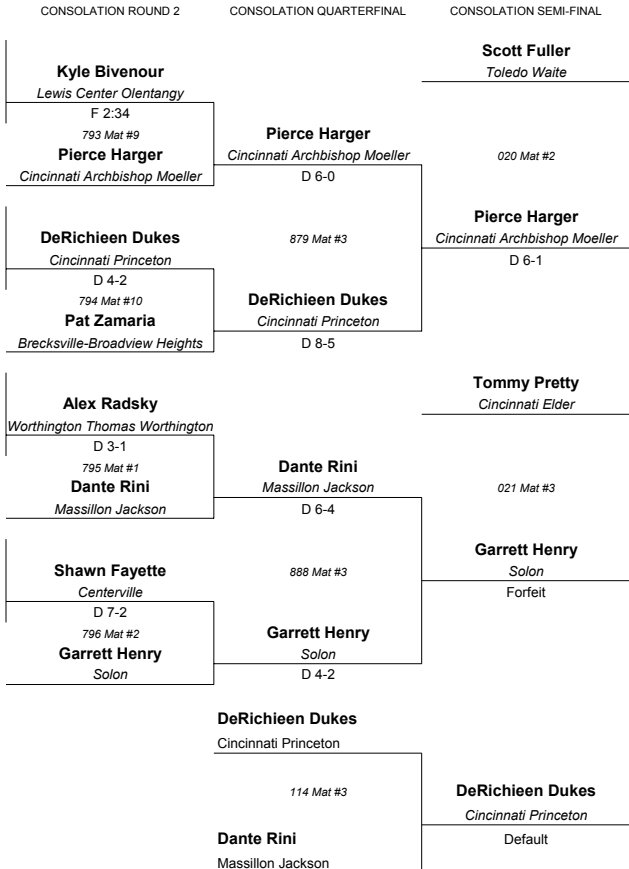 CONSOLATION ROUND 2
CONSOLATION QUARTERFINAL
CONSOLATION SEMI-FINAL
Scott Fuller
Toledo Waite
Kyle Bivenour
Lewis Center Olentangy
F 2:34
793 Mat #9
Pierce Harger
Cincinnati Archbishop Moeller
Pierce Harger
Cincinnati Archbishop Moeller
D 6-0
020 Mat #2
Pierce Harger
Cincinnati Archbishop Moeller
D 6-1
DeRichieen Dukes
Cincinnati Princeton
D 4-2
794 Mat #10
Pat Zamaria
Brecksville-Broadview Heights
879 Mat #3
DeRichieen Dukes
Cincinnati Princeton
D 8-5
Tommy Pretty
Cincinnati Elder
Alex Radsky
Worthington Thomas Worthington
D 3-1
795 Mat #1
Dante Rini
Massillon Jackson
Dante Rini
Massillon Jackson
D 6-4
021 Mat #3
Garrett Henry
Solon
Forfeit
Shawn Fayette
Centerville
D 7-2
796 Mat #2
Garrett Henry
Solon
888 Mat #3
Garrett Henry
Solon
D 4-2
DeRichieen Dukes
Cincinnati Princeton
114 Mat #3
DeRichieen Dukes
Cincinnati Princeton
Default
Dante Rini
Massillon Jackson